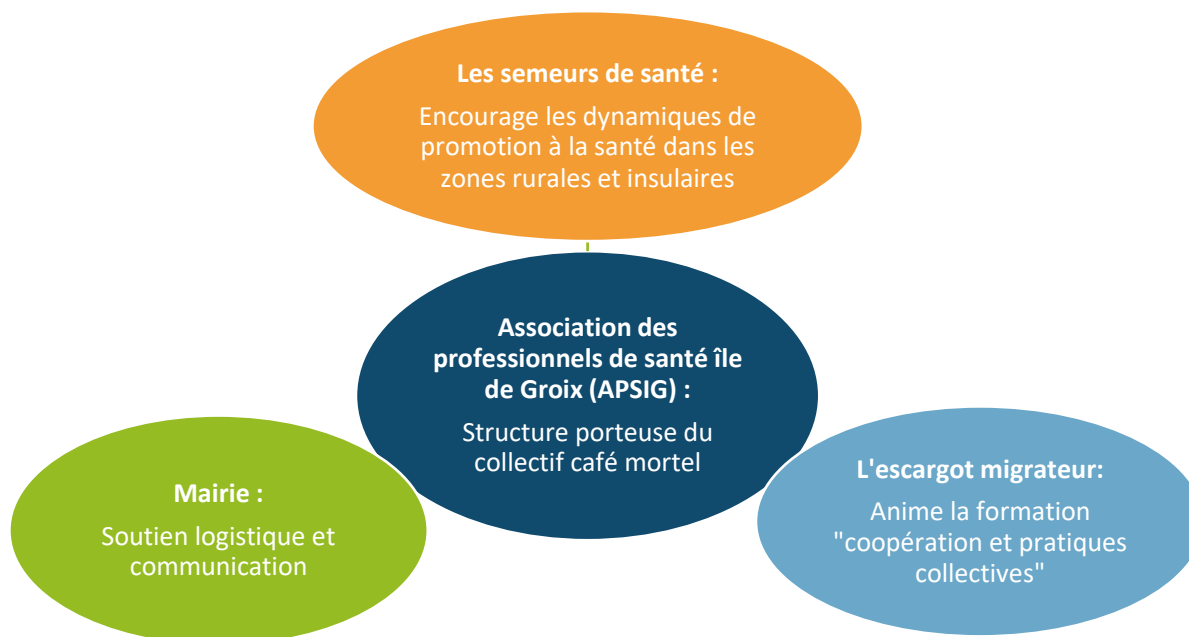 Les semeurs de santé :
Encourage les dynamiques de
promotion à la santé dans les
zones rurales et insulaires
Association des
professionnels de santé île
de Groix (APSIG) :
Structure porteuse du
collectif café mortel
Mairie :
Soutien logistique et
communication
L'escargot migrateur:
Anime la formation
"coopération et pratiques
collectives"